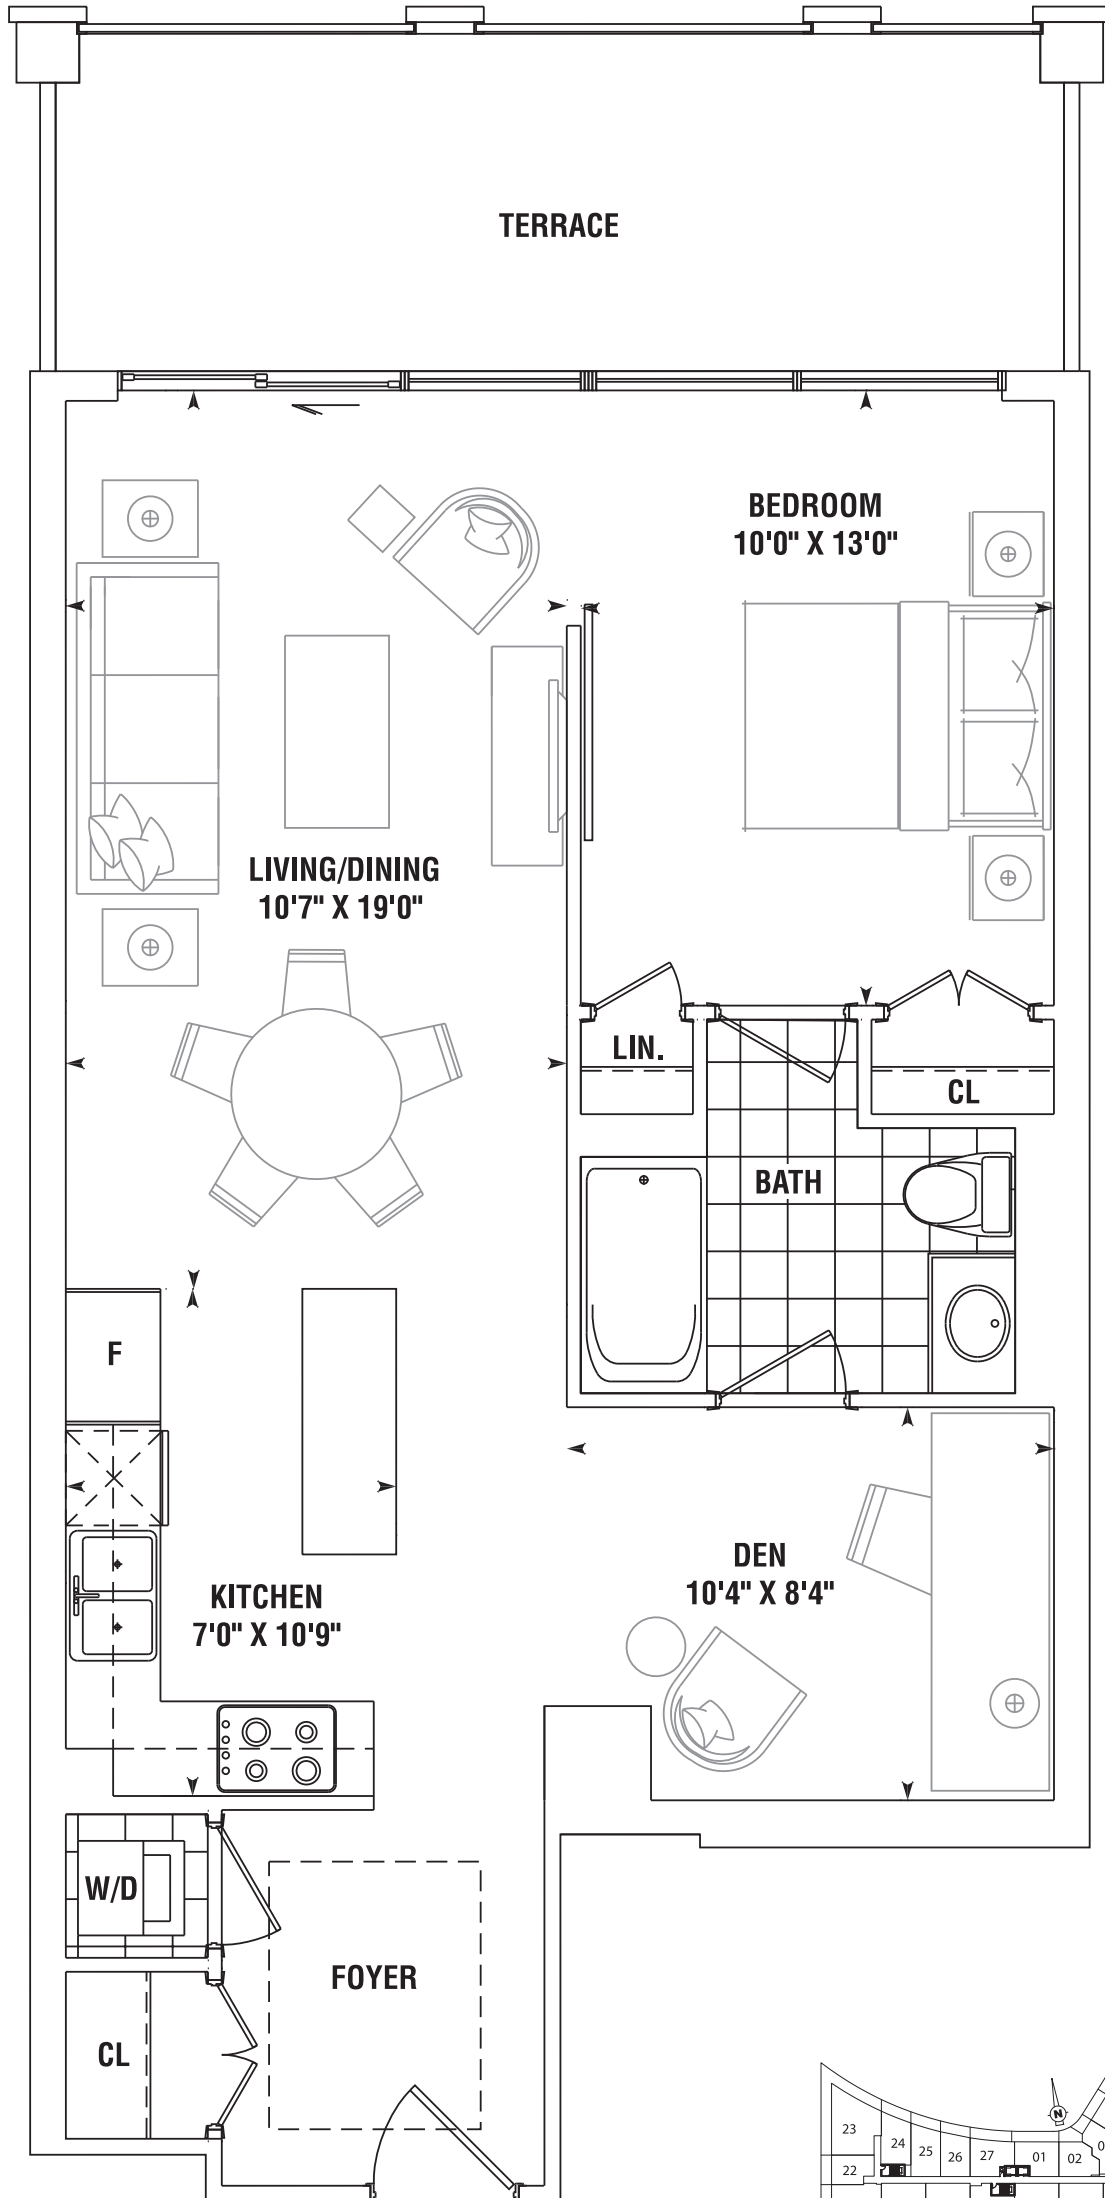 TERRACE
BEDROOM
10'0" X 13'0"
LIVING/DINING
10'7" X 19'0"
LIN.
CL
BATH
F
DEN
10'4" X 8'4"
KITCHEN
7'0" X 10'9"
W/D
FOYER
CL
N
23
24
25
26
27
01
02
22